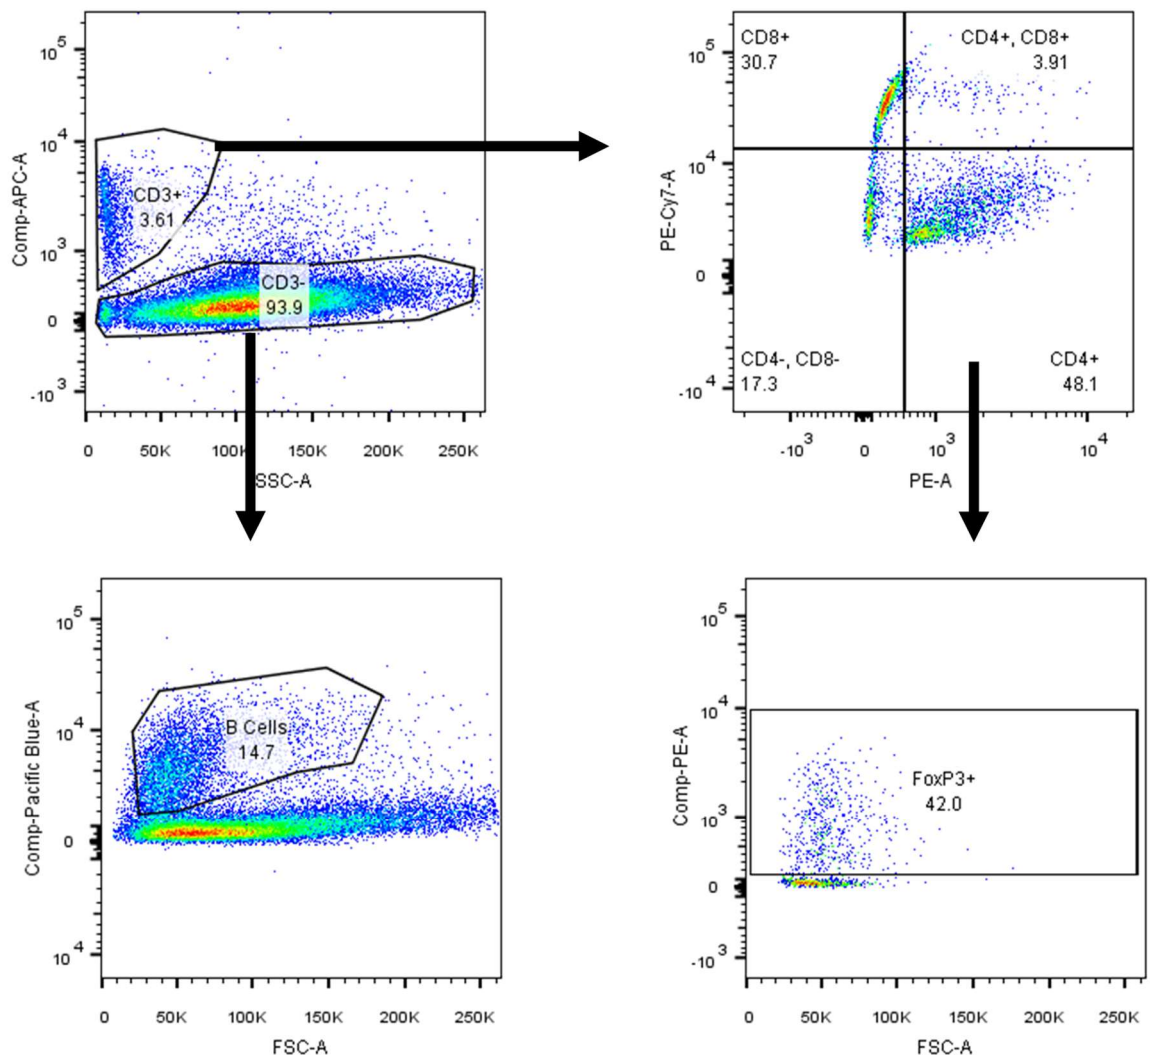 10^5
10^4
10^3
0
-10^3
Comp-APC-A
CD3+
3.61
CD3-
93.9
0 50K 100K 150K 200K 250K
SSC-A
10^5
10^4
0
-10^4
PE-Cy7-A
CD8+
30.7
CD4+, CD8+
3.91
CD4-, CD8-
17.3
CD4+
48.1
-10^3 0 10^3 10^4
PE-A
10^5
10^4
0
10^4
Comp-Pacific Blue-A
B Cells
14.7
0 50K 100K 150K 200K 250K
FSC-A
10^5
10^4
10^3
0
-10^3
Comp-PE-A
FoxP3+
42.0
0 50K 100K 150K 200K 250K
FSC-A